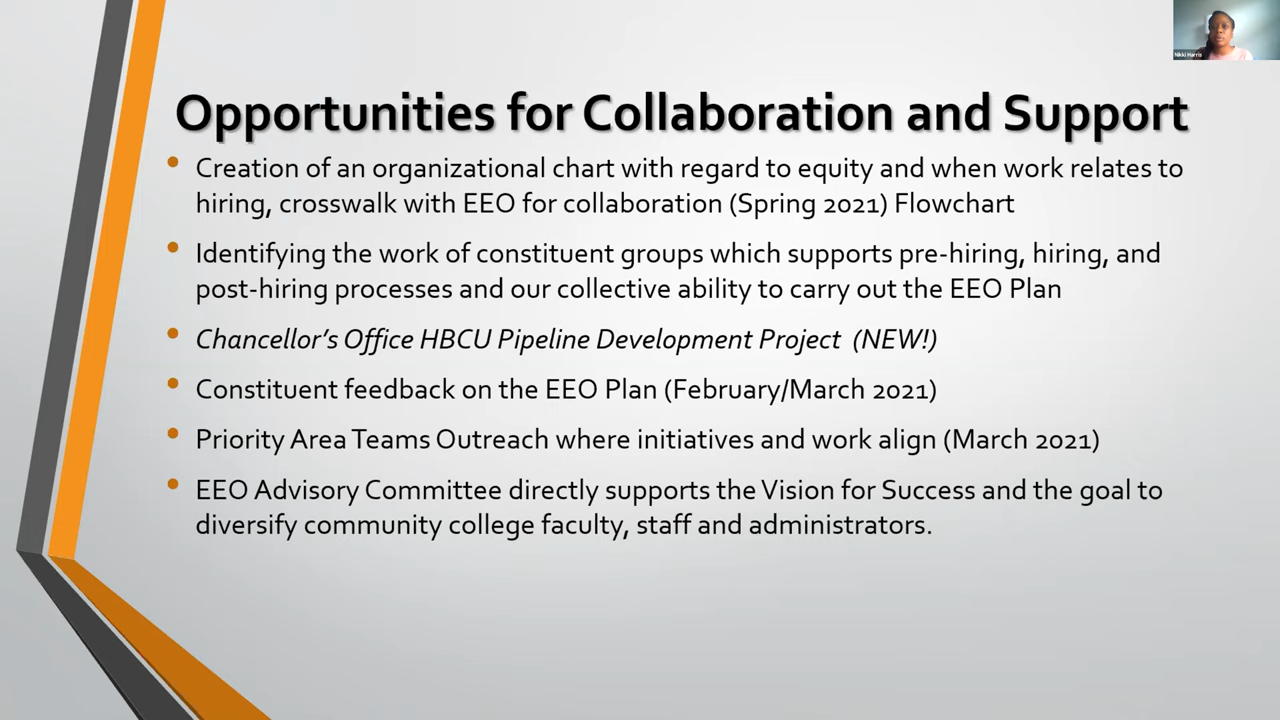 Nikki Harris
Opportunities for Collaboration and Support
• Creation of an organizational chart with regard to equity and when work relates to
hiring, crosswalk with EEO for collaboration (Spring 2021) Flowchart
• Identifying the work of constituent groups which supports pre-hiring, hiring, and
post-hiring processes and our collective ability to carry out the EEO Plan
• Chancellor’s Office HBCU Pipeline Development Project (NEW!)
• Constituent feedback on the EEO Plan (February/March 2021)
• Priority Area Teams Outreach where initiatives and work align (March 2021)
• EEO Advisory Committee directly supports the Vision for Success and the goal to
diversify community college faculty, staff and administrators.